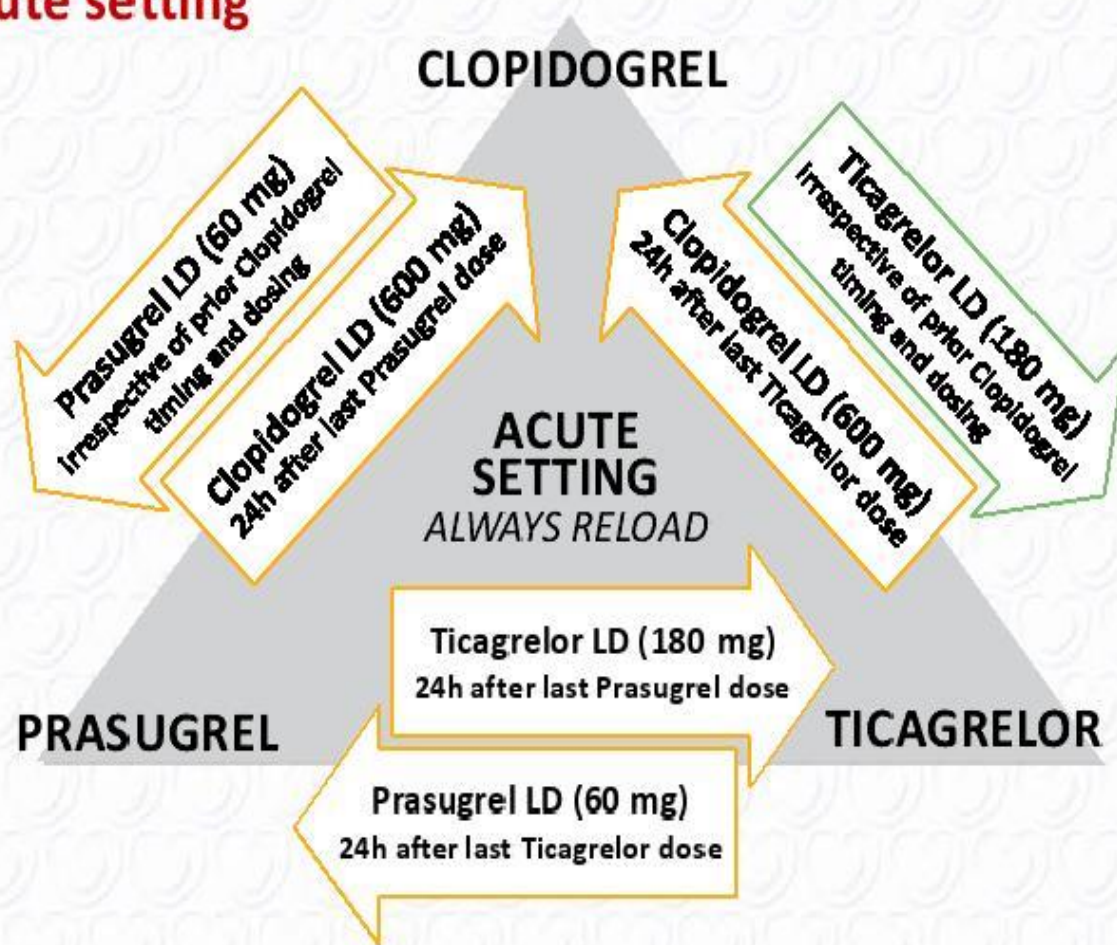 ute setting
CLOPIDOGREL
Prasugrel LD (60 mg)
irrespective of prior Clopidogrel
timing and dosing
Clopidogrel LD (600 mg)
24h after last Prasugrel dose
Clopidogrel LD (600 mg)
24h after last Ticagrelor dose
Ticagrelor LD (180 mg)
irrespective of prior Clopidogrel
timing and dosing
ACUTE
SETTING
ALWAYS RELOAD
Ticagrelor LD (180 mg)
24h after last Prasugrel dose
PRASUGREL
TICAGRELOR
Prasugrel LD (60 mg)
24h after last Ticagrelor dose